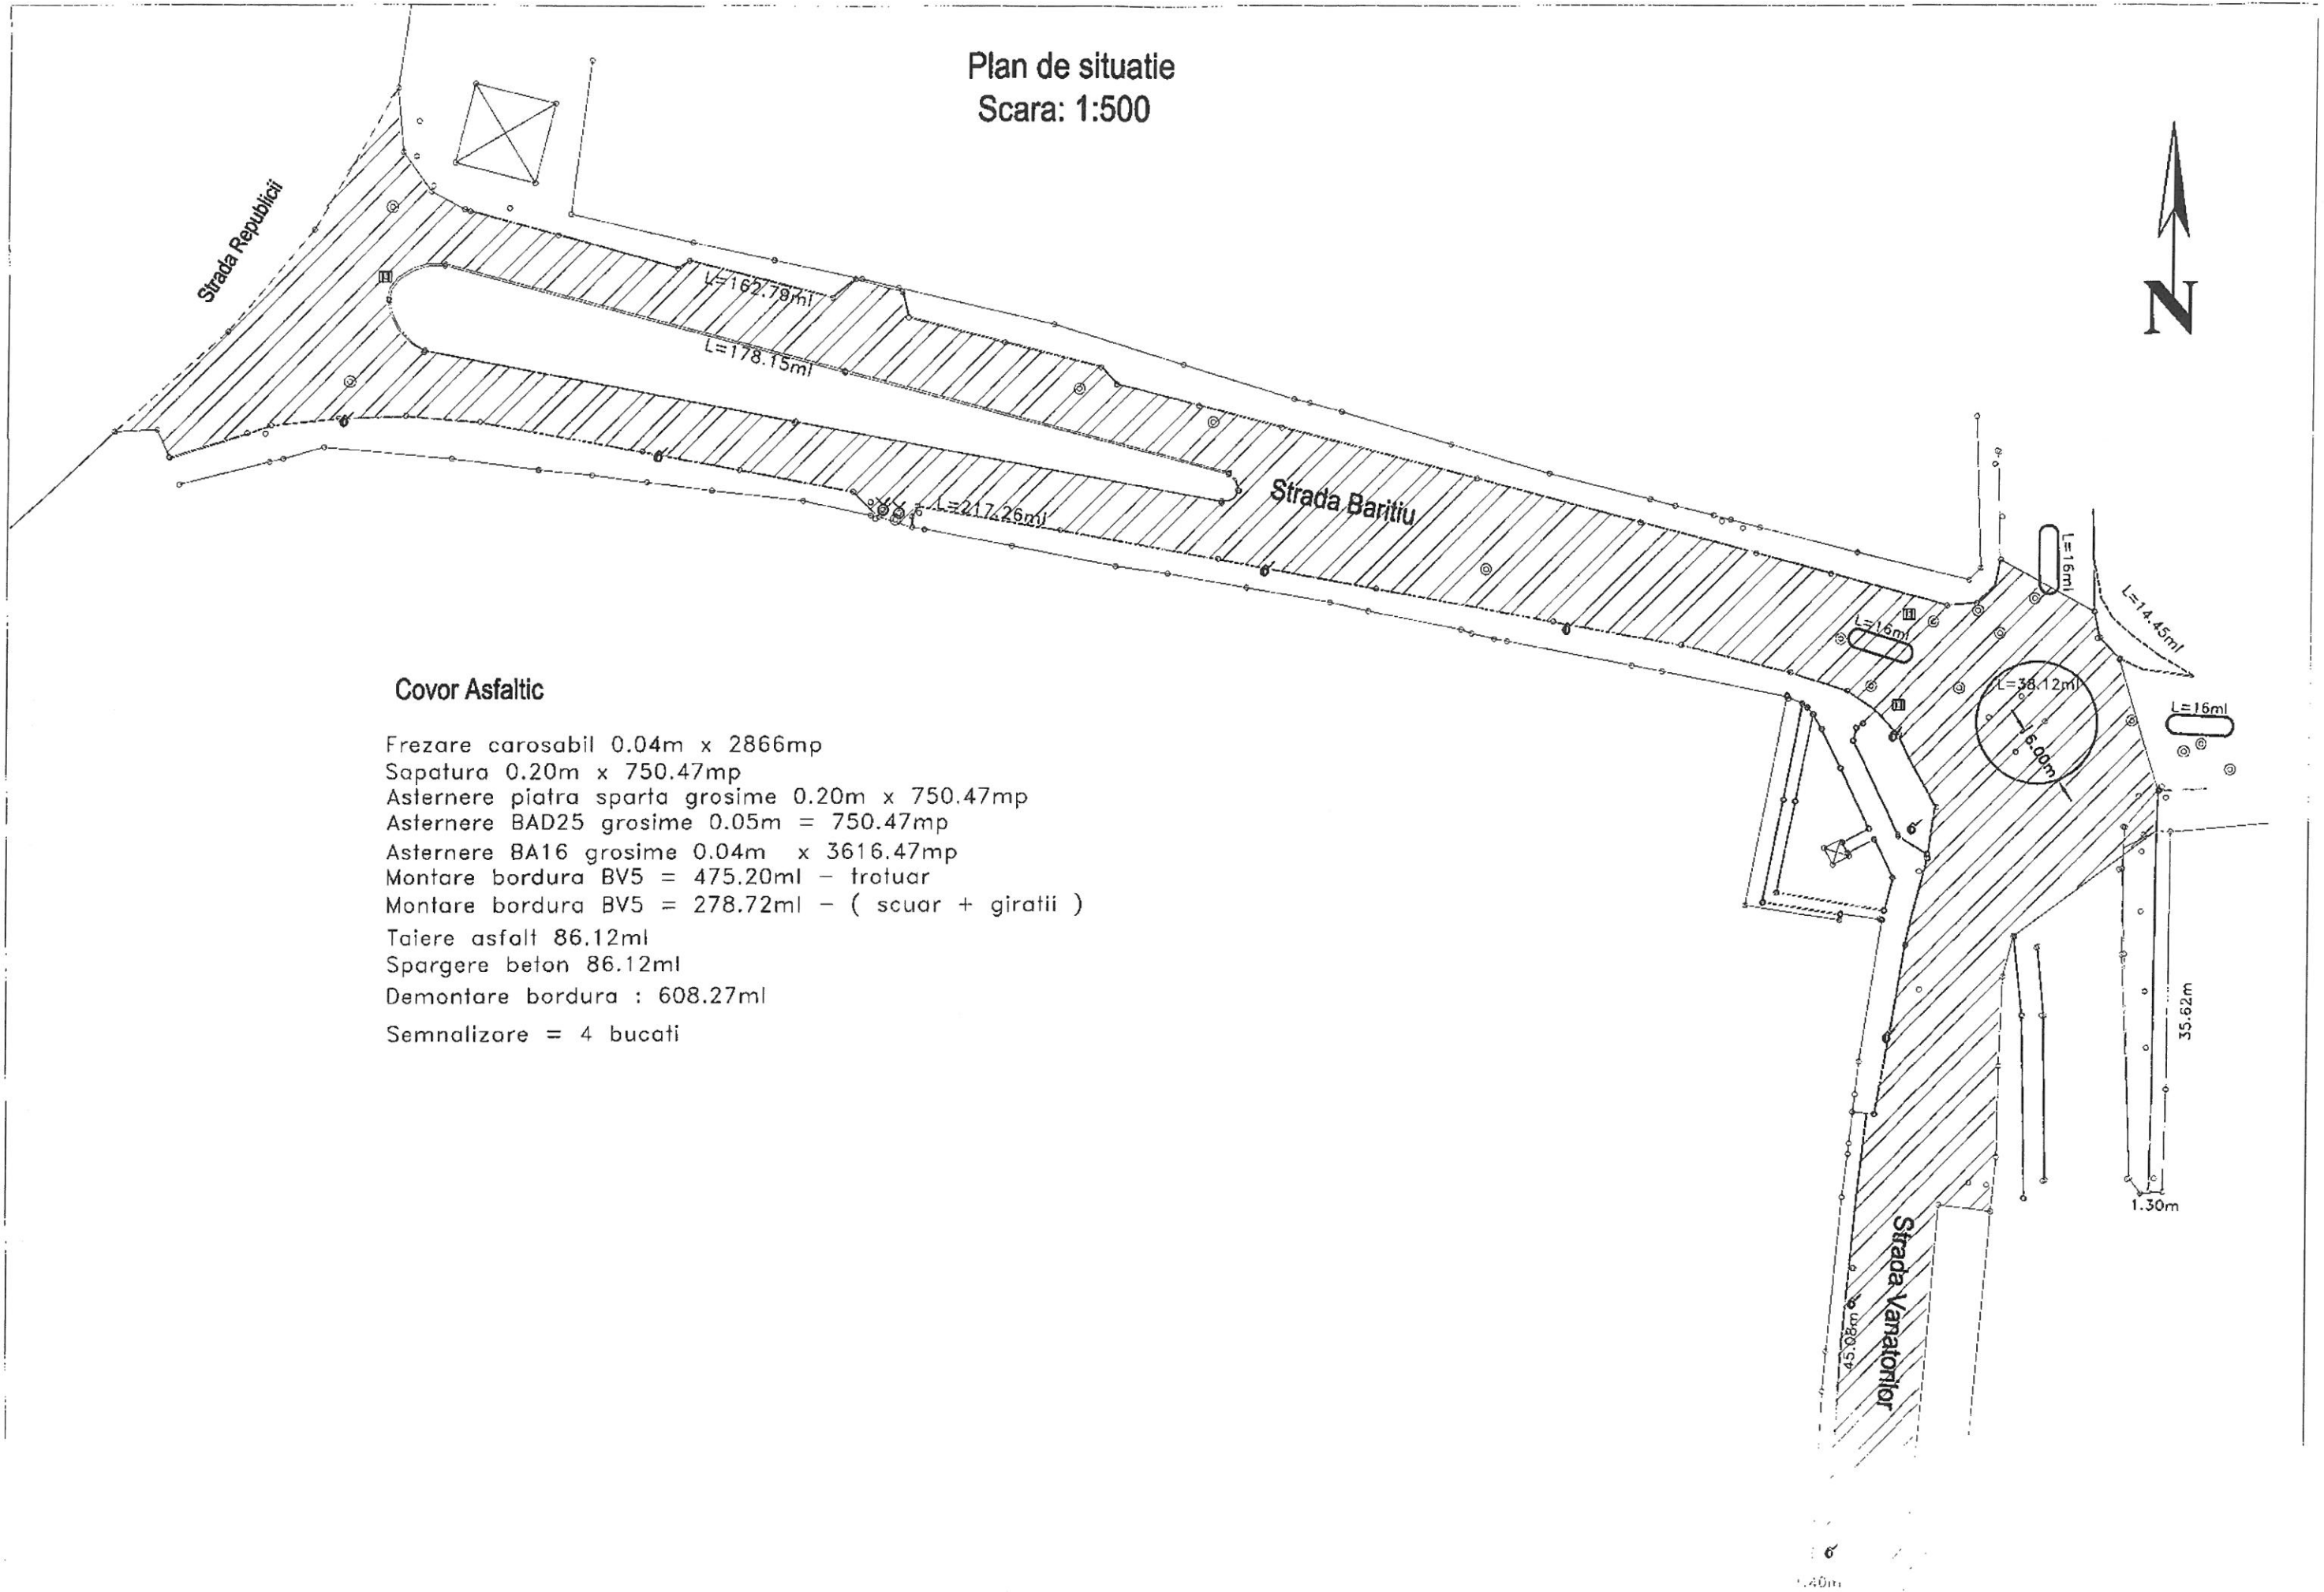 Plan de situatie
Scara: 1:500
Strada Republicii
N
L=162.79ml
L=178.15ml
L=217.26ml
Strada Baritiu
L=16ml
L=14.45ml
L=16ml
L=38.12ml
L=16ml
6.00m
Covor Asfaltic
Frezare carosabil 0.04m x 2866mp
Sapatura 0.20m x 750.47mp
Asternere piatra sparta grosime 0.20m x 750.47mp
Asternere BAD25 grosime 0.05m = 750.47mp
Asternere BA16 grosime 0.04m x 3616.47mp
Montare bordura BV5 = 475.20ml - trotuar
Montare bordura BV5 = 278.72ml - ( scuar + giratii )
Taiere asfalt 86.12ml
Spargere beton 86.12ml
Demontare bordura : 608.27ml
Semnalizare = 4 bucati
35.62m
1.30m
Strada Vanatorilor
45.08m